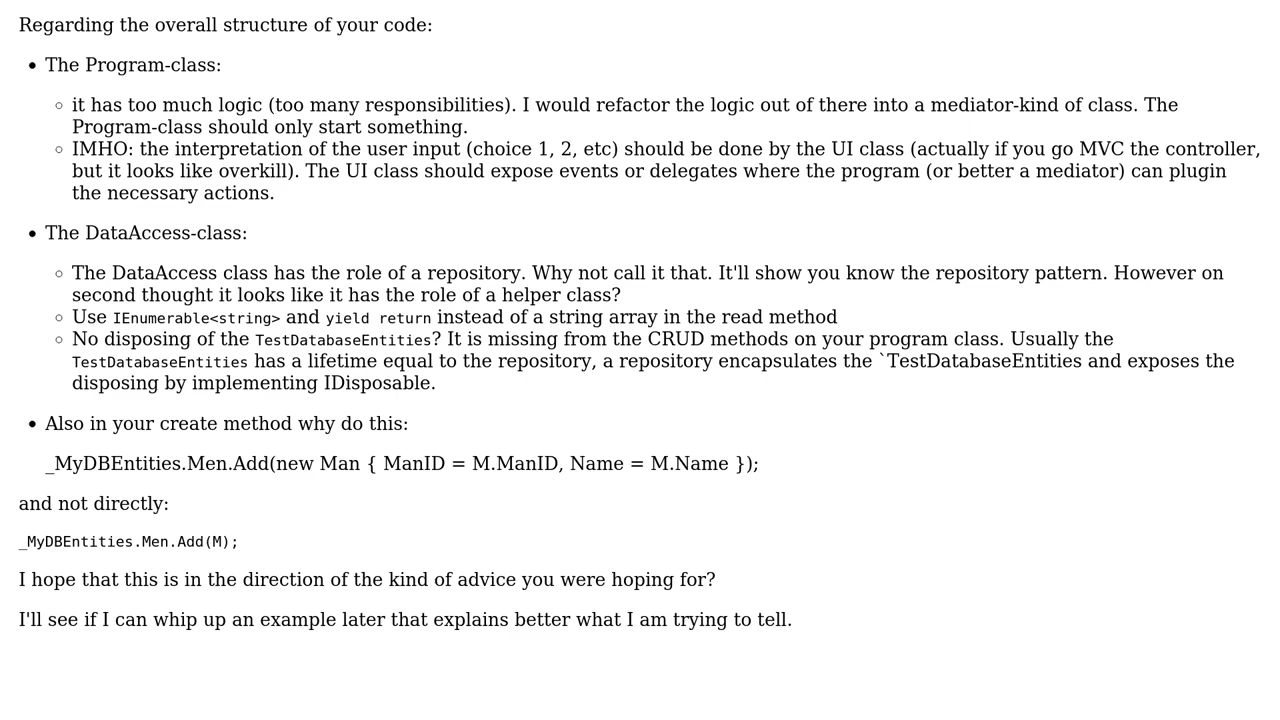 Regarding the overall structure of your code:
• The Program-class:
◦ it has too much logic (too many responsibilities). I would refactor the logic out of there into a mediator-kind of class. The
Program-class should only start something.
◦ IMHO: the interpretation of the user input (choice 1, 2, etc) should be done by the UI class (actually if you go MVC the controller,
but it looks like overkill). The UI class should expose events or delegates where the program (or better a mediator) can plugin
the necessary actions.
• The DataAccess-class:
◦ The DataAccess class has the role of a repository. Why not call it that. It'll show you know the repository pattern. However on
second thought it looks like it has the role of a helper class?
◦ Use IEnumerable<string> and yield return instead of a string array in the read method
◦ No disposing of the TestDatabaseEntities? It is missing from the CRUD methods on your program class. Usually the
TestDatabaseEntities has a lifetime equal to the repository, a repository encapsulates the `TestDatabaseEntities and exposes the
disposing by implementing IDisposable.
• Also in your create method why do this:
_MyDBEntities.Men.Add(new Man { ManID = M.ManID, Name = M.Name });
and not directly:
_MyDBEntities.Men.Add(M);
I hope that this is in the direction of the kind of advice you were hoping for?
I'll see if I can whip up an example later that explains better what I am trying to tell.